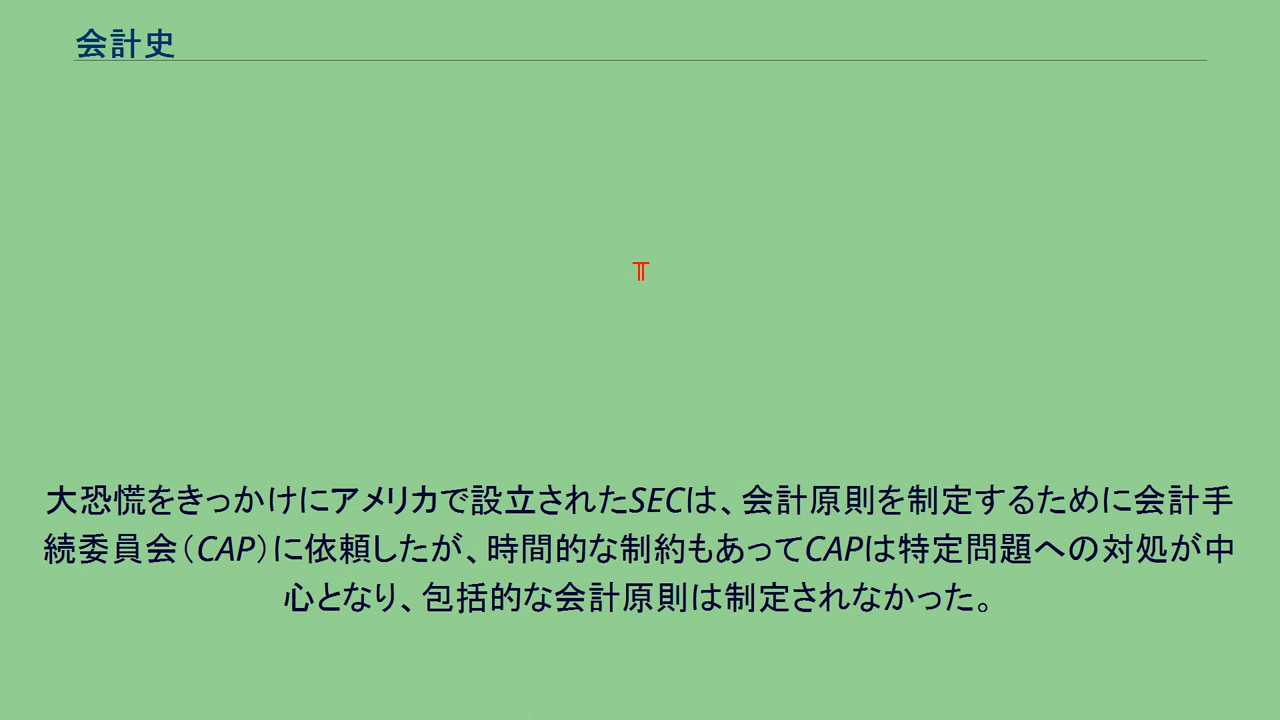 会計史
╥
大恐慌をきっかけにアメリカで設立されたSECは、会計原則を制定するために会計手
続委員会（CAP）に依頼したが、時間的な制約もあってCAPは特定問題への対処が中
心となり、包括的な会計原則は制定されなかった。